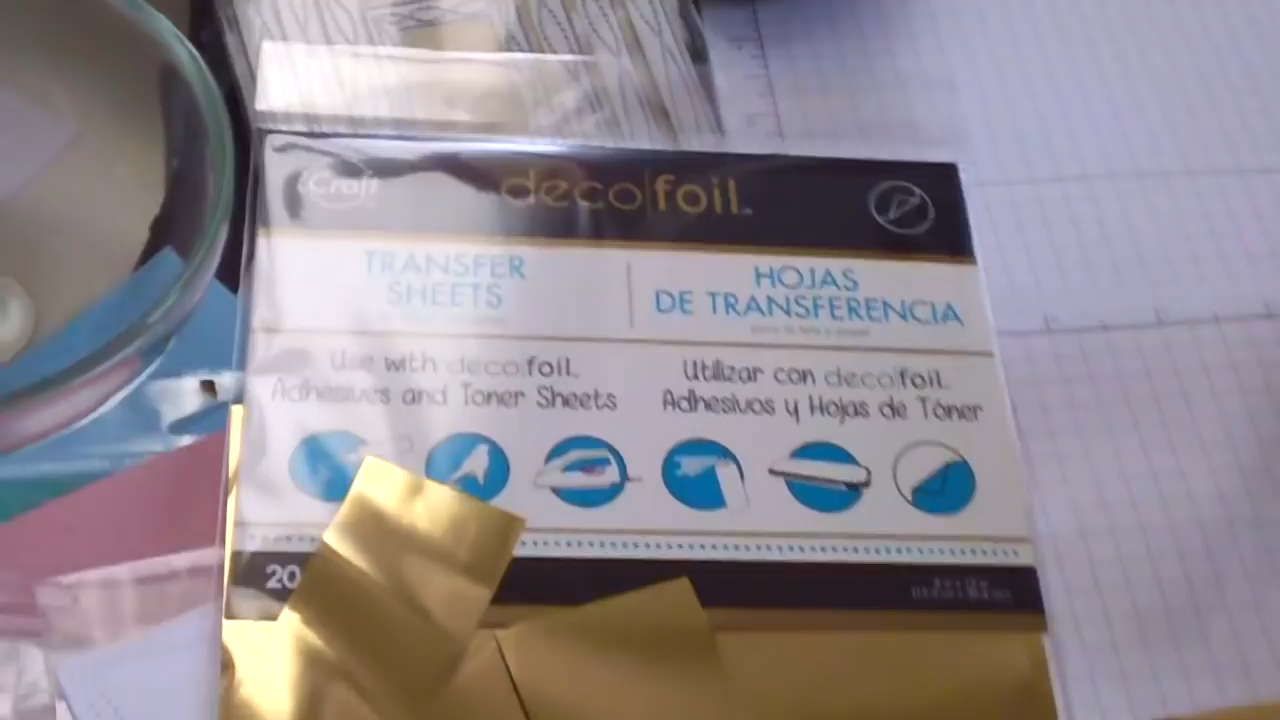 iCraft
deco|foil
TRANSFER
SHEETS
HOJAS
DE TRANSFERENCIA
Use with deco|foil
Adhesives and Toner Sheets
Utilizar con deco|foil
Adhesivos y Hojas de Tóner
20